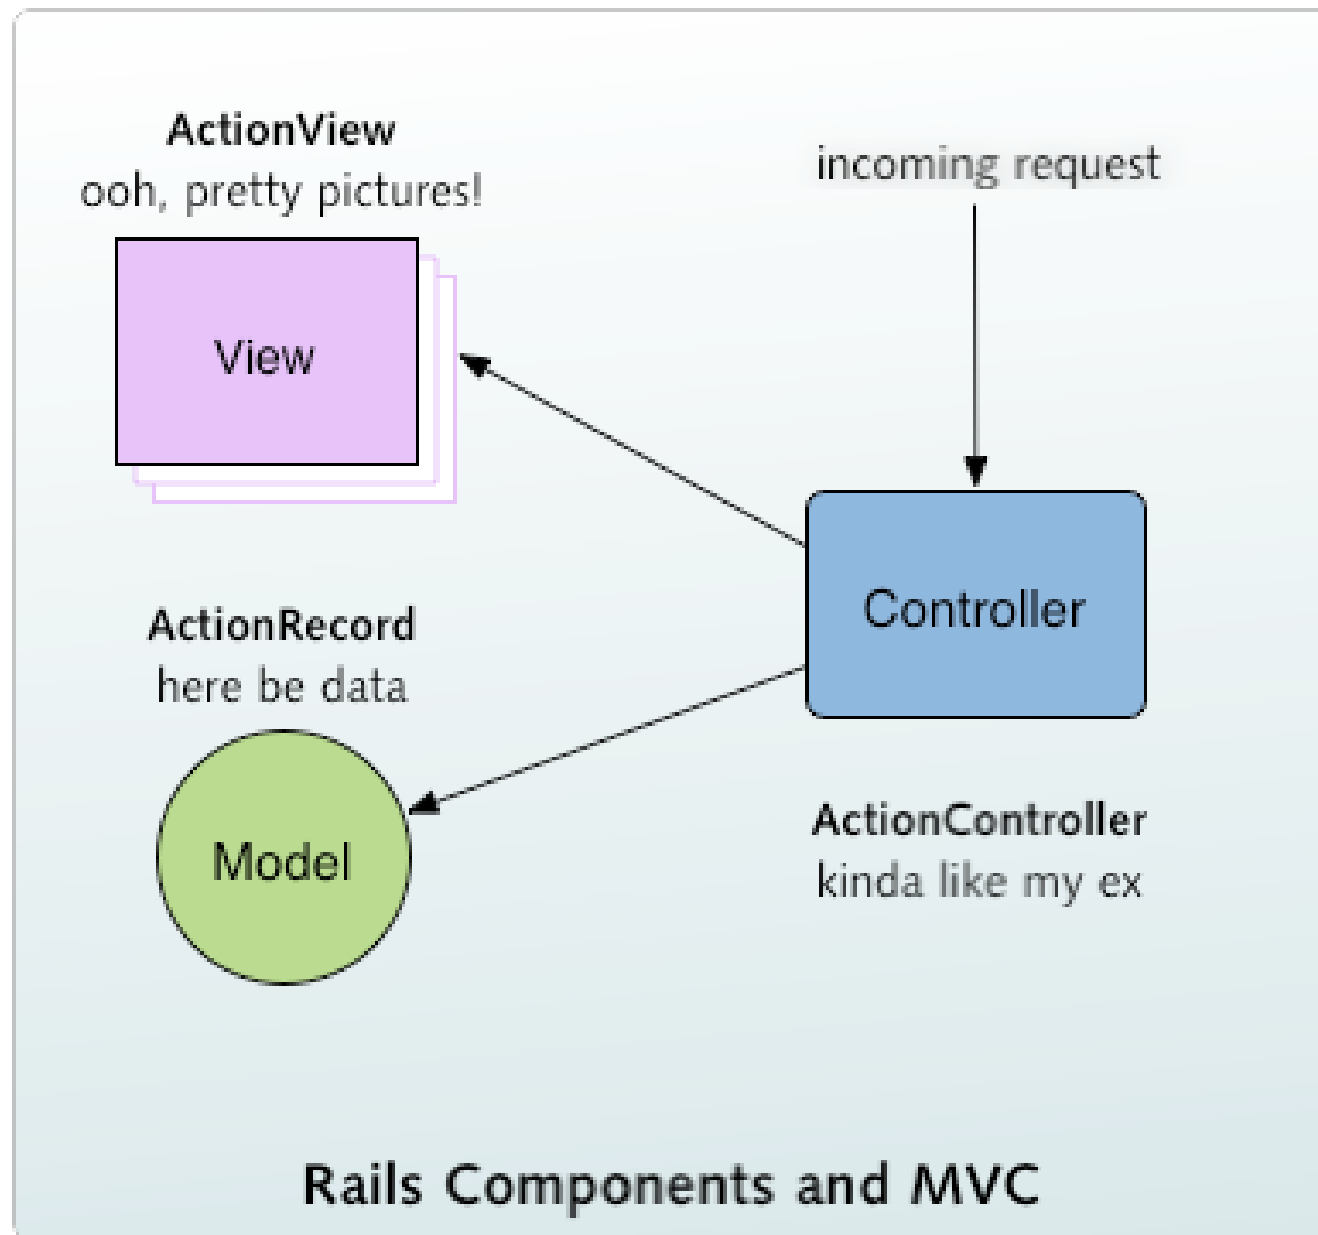 ActionView
ooh, pretty pictures!
View
incoming request
Controller
ActionRecord
here be data
Model
ActionController
kinda like my ex
Rails Components and MVC